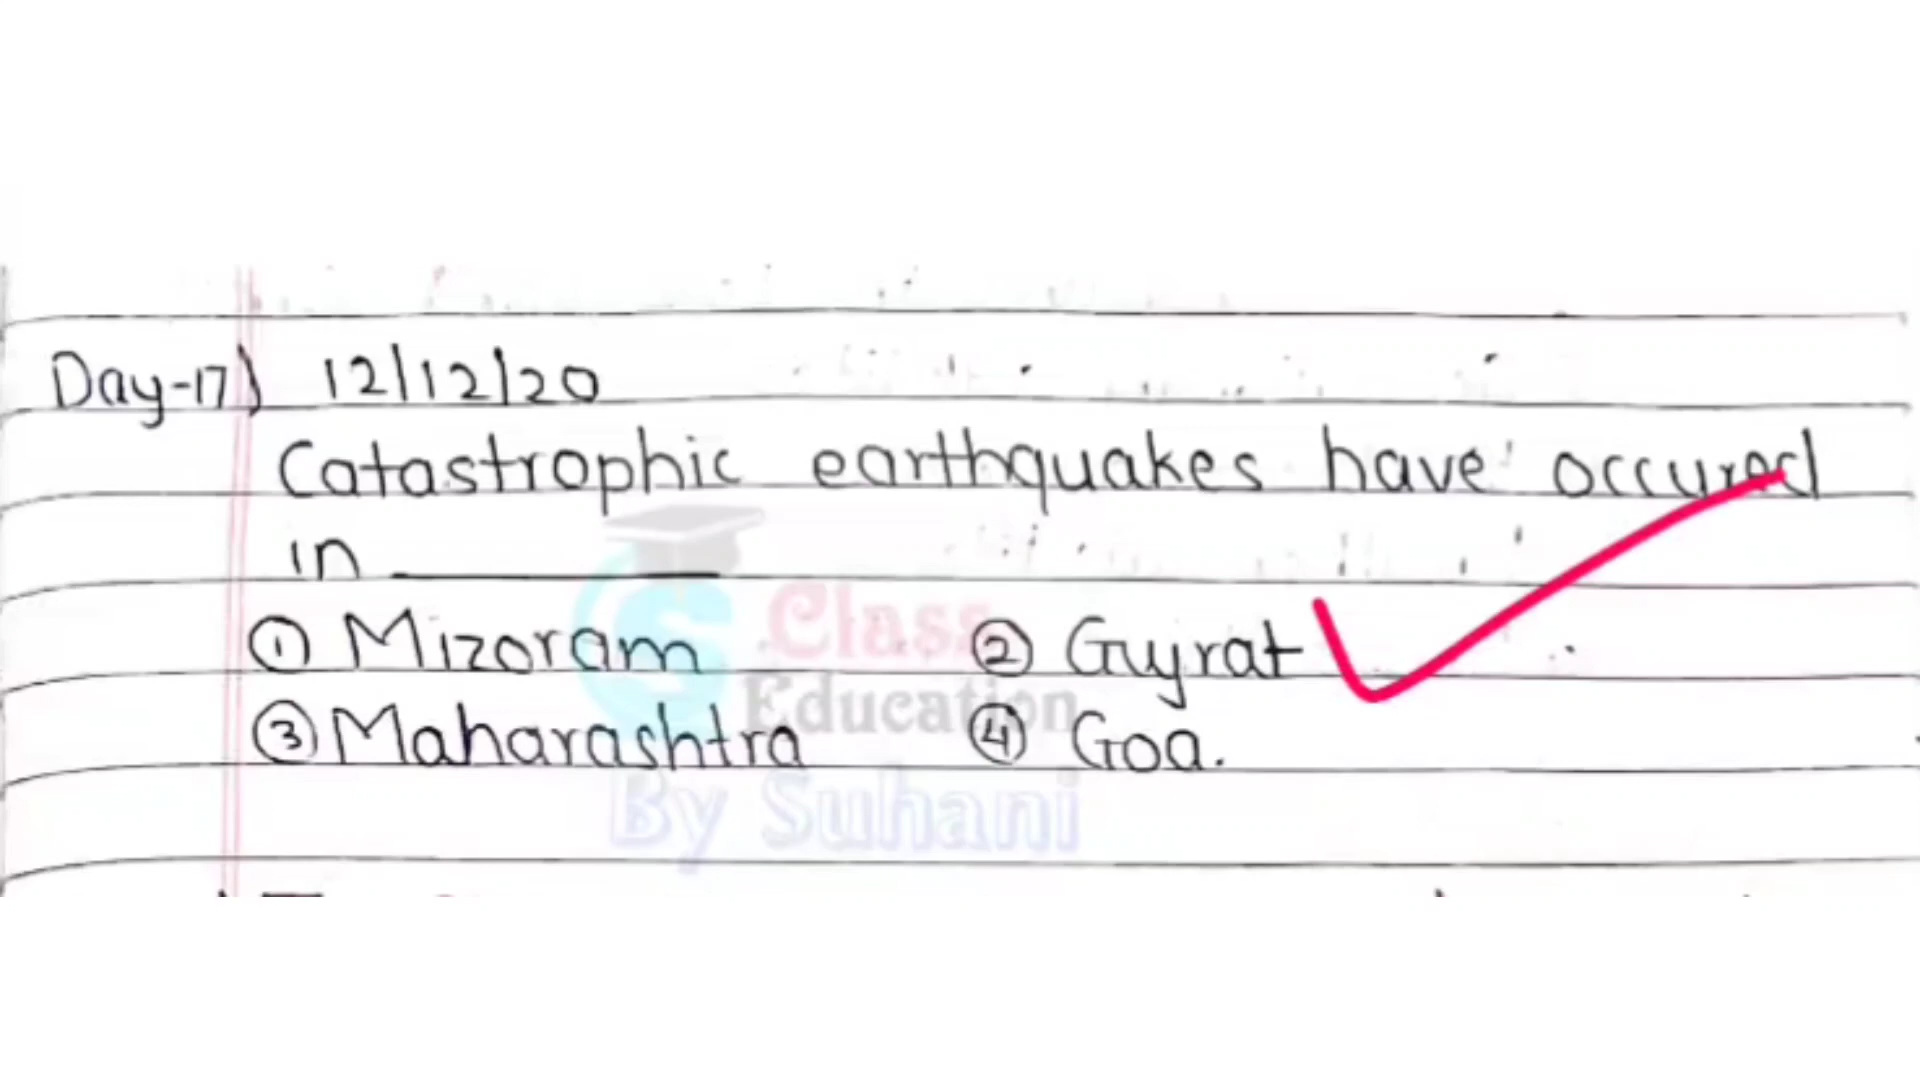 Day-17) 12/12/20
Catastrophic earthquakes have occured
in ________
① Mizoram ② Gujrat
③ Maharashtra ④ Goa.
Class
Education
By Suhani